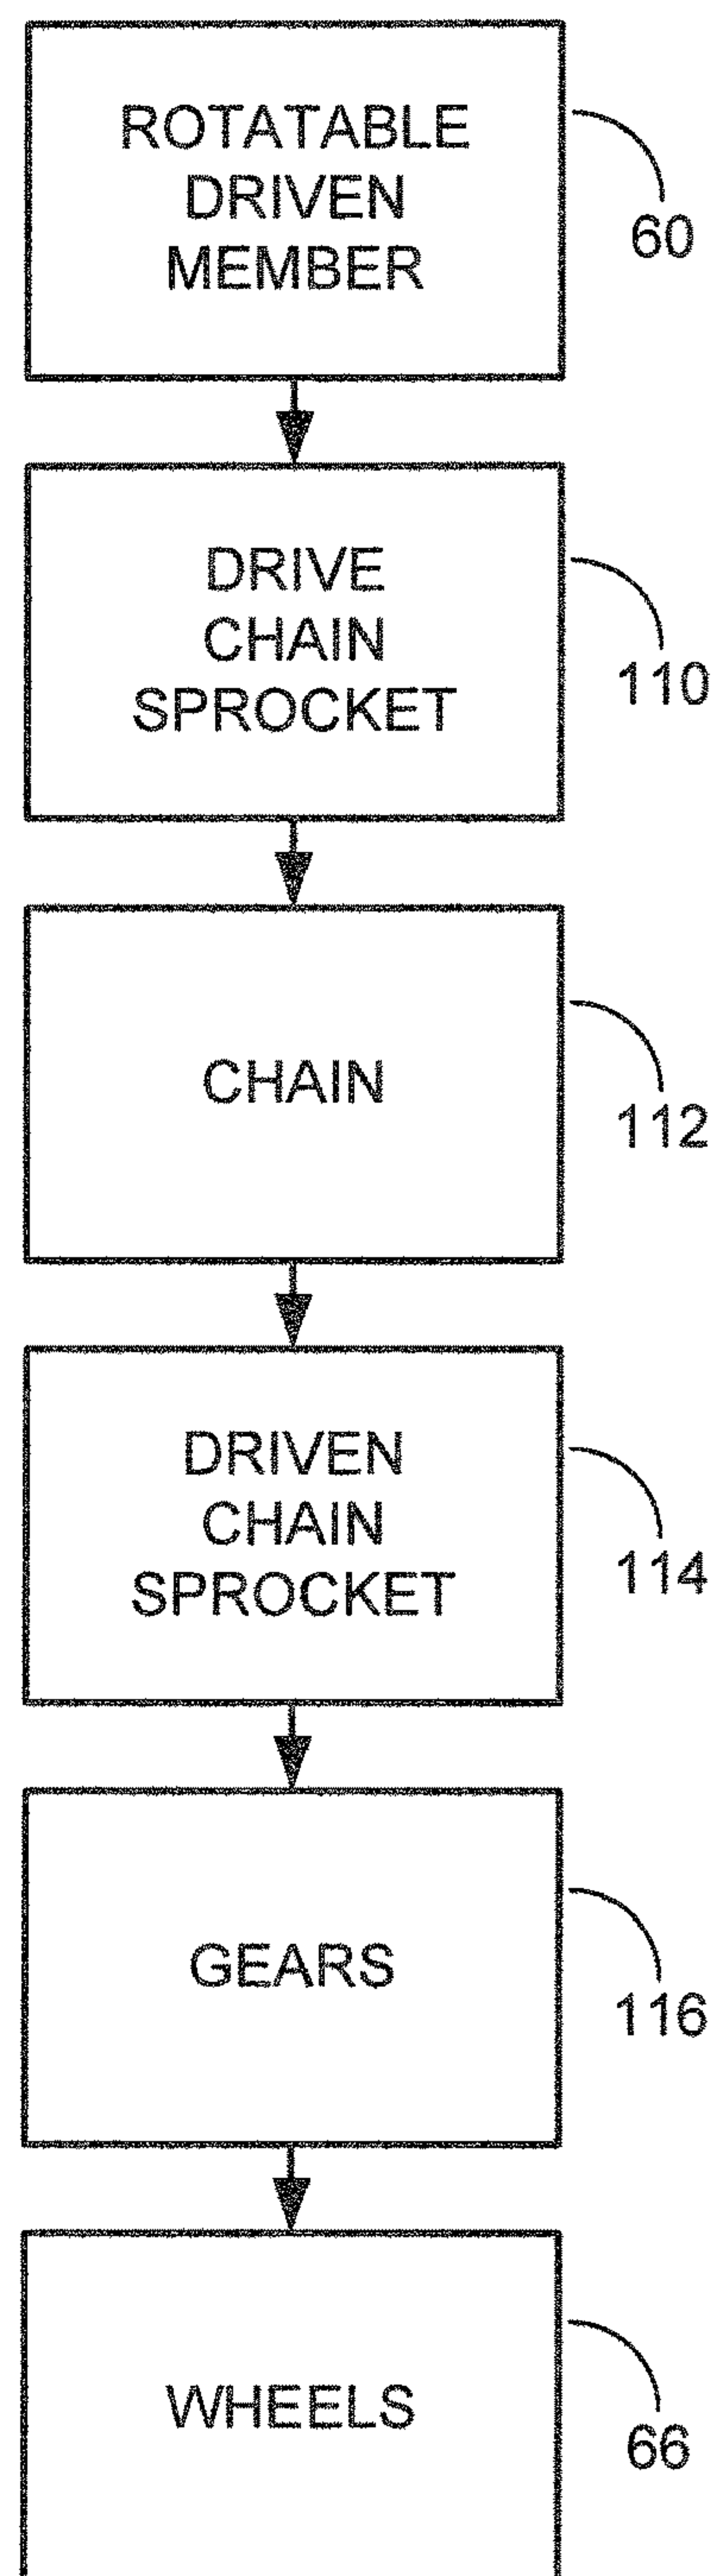 ROTATABLE
DRIVEN
MEMBER
60
DRIVE
CHAIN
SPROCKET
110
CHAIN
112
DRIVEN
CHAIN
SPROCKET
114
GEARS
116
WHEELS
66